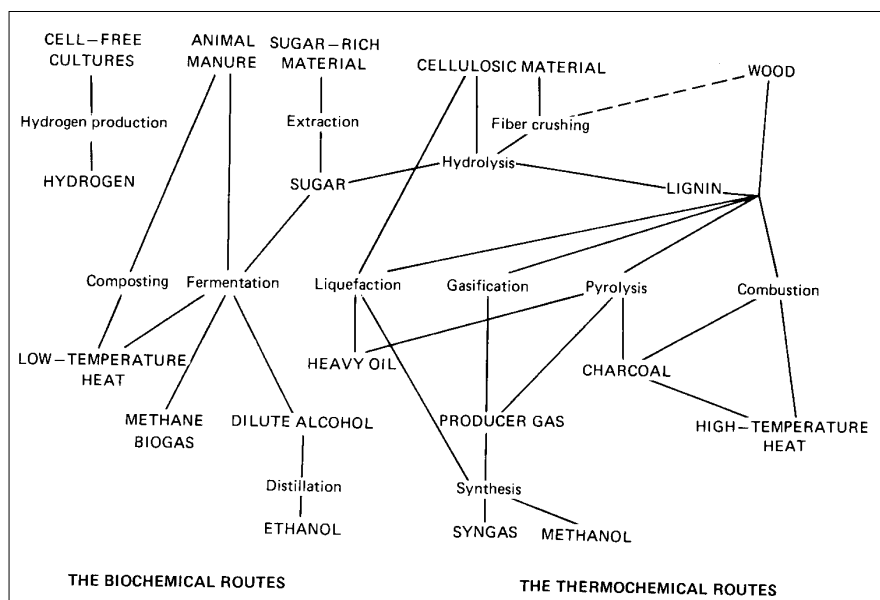 CELL–FREE
CULTURES
ANIMAL
MANURE
SUGAR–RICH
MATERIAL
CELLULOSIC MATERIAL
WOOD
Hydrogen production
Extraction
Fiber crushing
Hydrolysis
HYDROGEN
SUGAR
LIGNIN
Composting
Fermentation
Liquefaction
Gasification
Pyrolysis
Combustion
LOW–TEMPERATURE
HEAT
HEAVY OIL
CHARCOAL
METHANE
BIOGAS
DILUTE ALCOHOL
PRODUCER GAS
HIGH–TEMPERATURE
HEAT
Distillation
Synthesis
ETHANOL
SYNGAS
METHANOL
THE BIOCHEMICAL ROUTES
THE THERMOCHEMICAL ROUTES